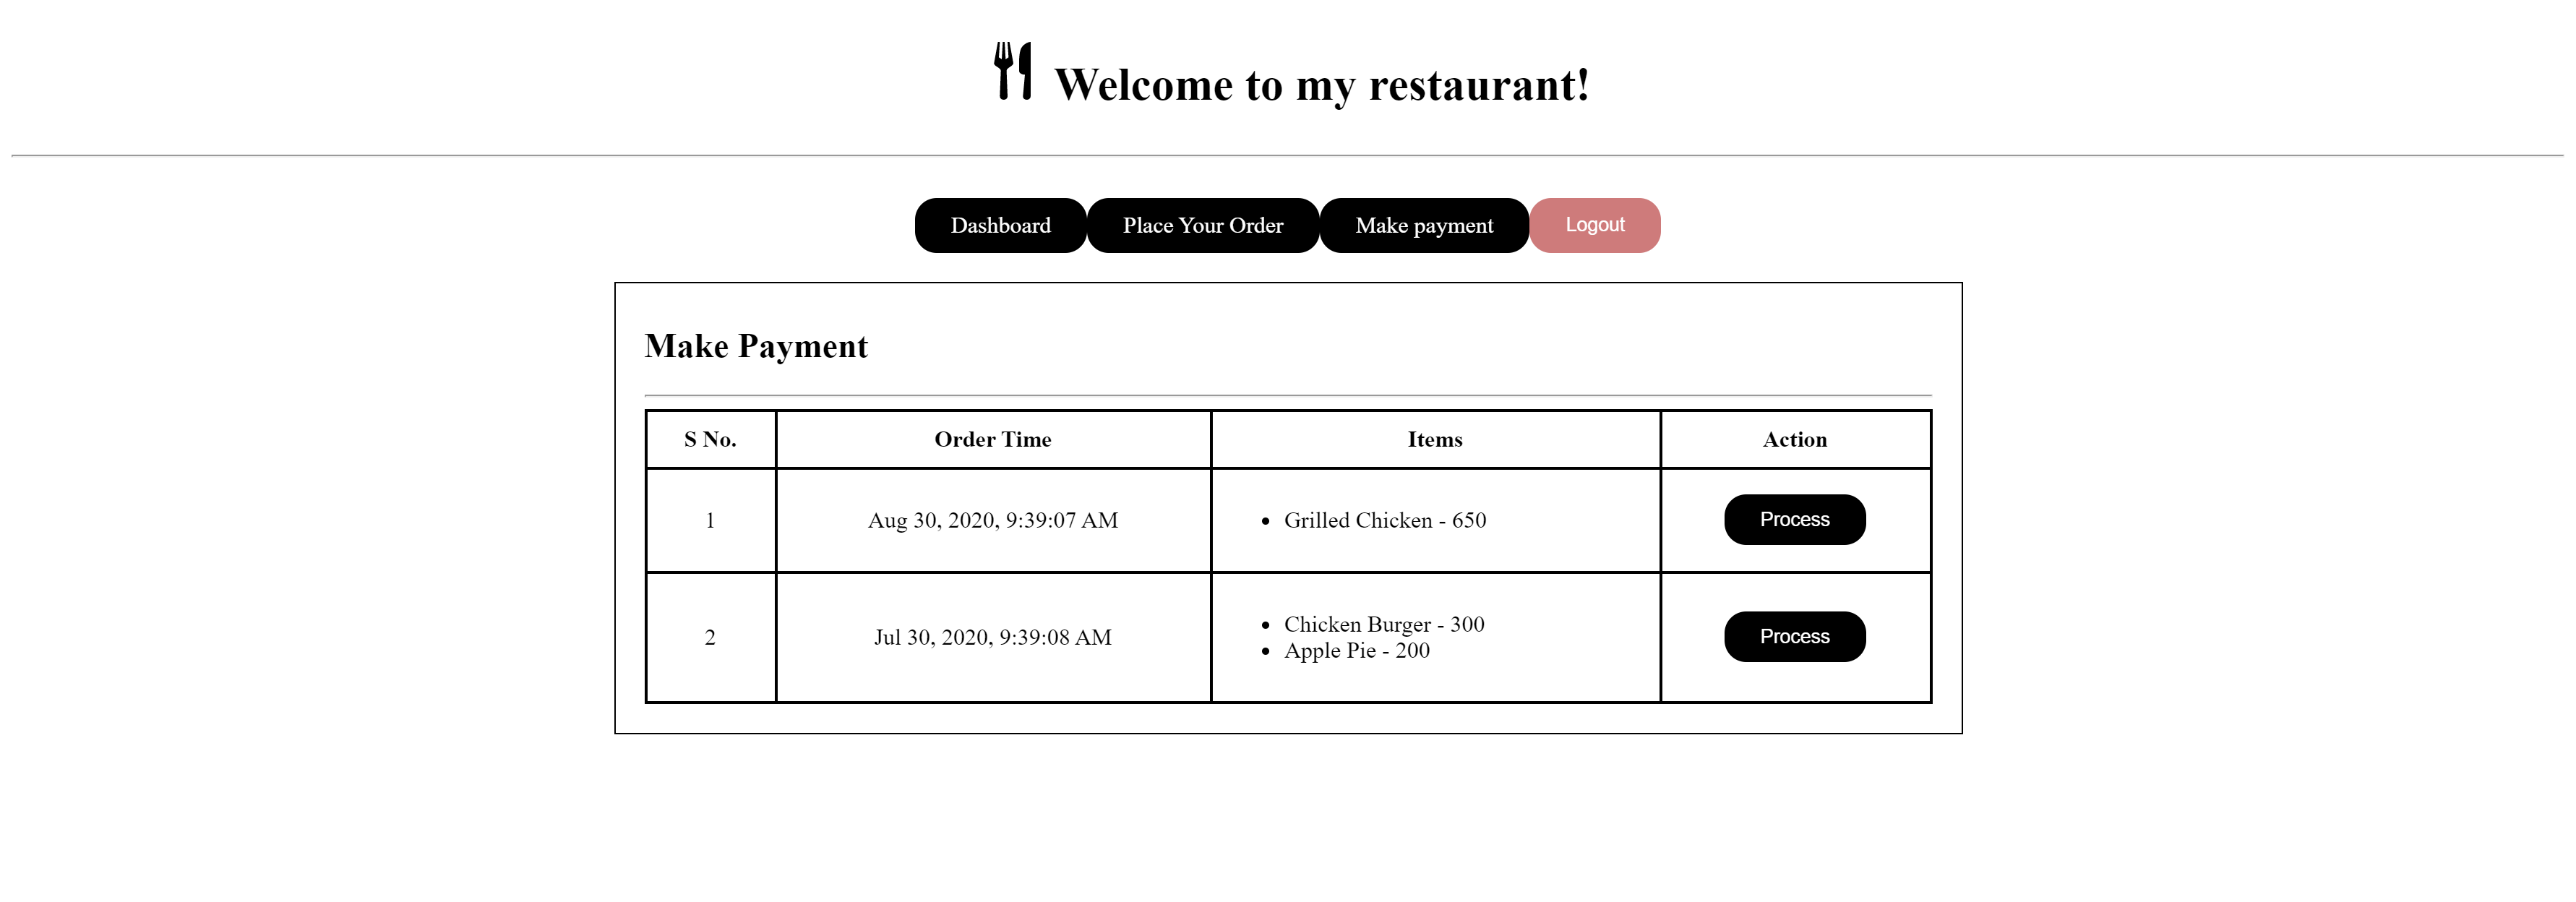 Welcome to my restaurant!
Dashboard Place Your Order Make payment Logout
Make Payment
S No. Order Time Items Action
1 Aug 30, 2020, 9:39:07 AM Grilled Chicken - 650 Process
2 Jul 30, 2020, 9:39:08 AM Chicken Burger - 300 Process
Apple Pie - 200